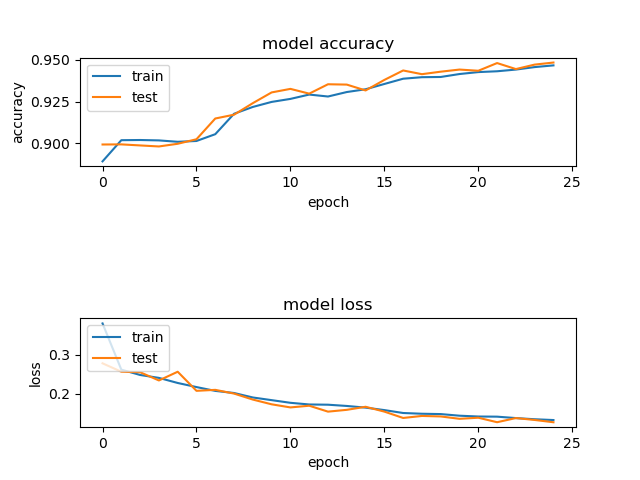 model accuracy
0.950
0.925
0.900
accuracy
train
test
0 5 10 15 20 25
epoch
model loss
0.3
0.2
loss
train
test
0 5 10 15 20 25
epoch